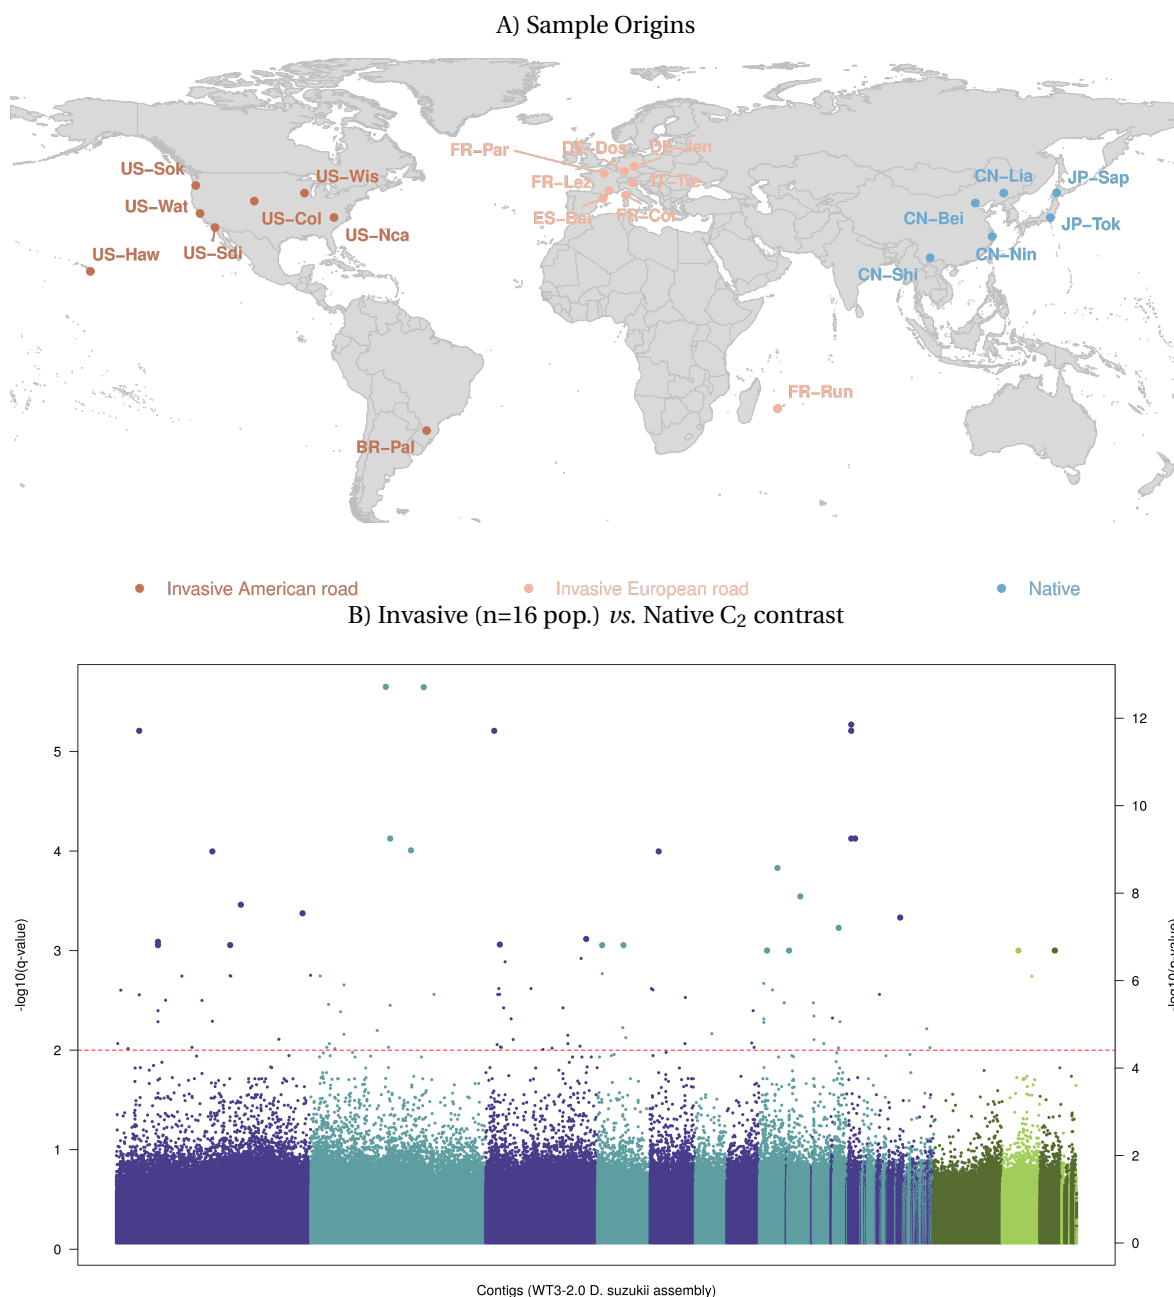 A) Sample Origins
FR−Par
DE−Dos
DE−Jen
US−Sok
US−Wis
FR−Lez
IT−Tre
CN−Lia
JP−Sap
US−Wat
US−Col
ES−Bar
FR−Cor
CN−Bei
JP−Tok
US−Nca
US−Haw
US−Sdi
CN−Nin
CN−Shi
FR−Run
BR−Pal
Invasive American road
Invasive European road
Native
B) Invasive (n=16 pop.) vs. Native C₂ contrast
-log10(q-value)
5
4
3
2
1
0
12
10
8
6
4
2
0
-log10(p-value)
Contigs (WT3-2.0 D. suzukii assembly)